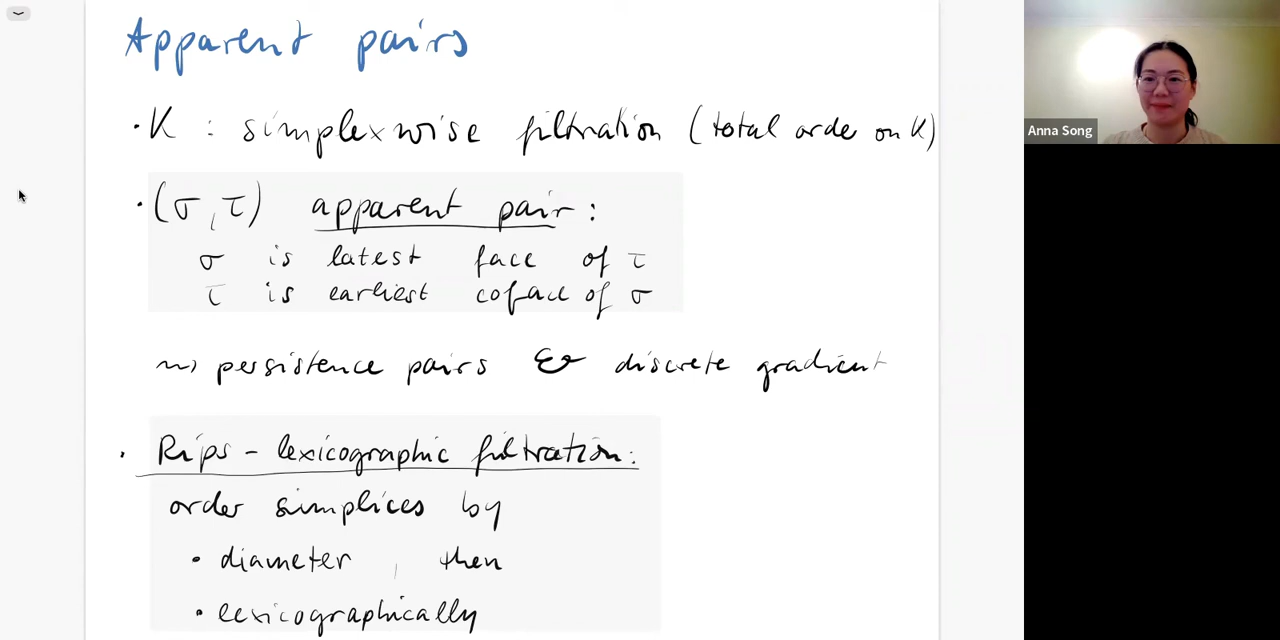 Apparent pairs
· K : simplexwise filtration (total order on K)
· (σ, τ) apparent pair:
σ is latest face of τ
τ is earliest coface of σ
⇝ persistence pairs & discrete gradient
· Rips - lexicographic filtration:
order simplices by
• diameter, then
• lexicographically
Anna Song